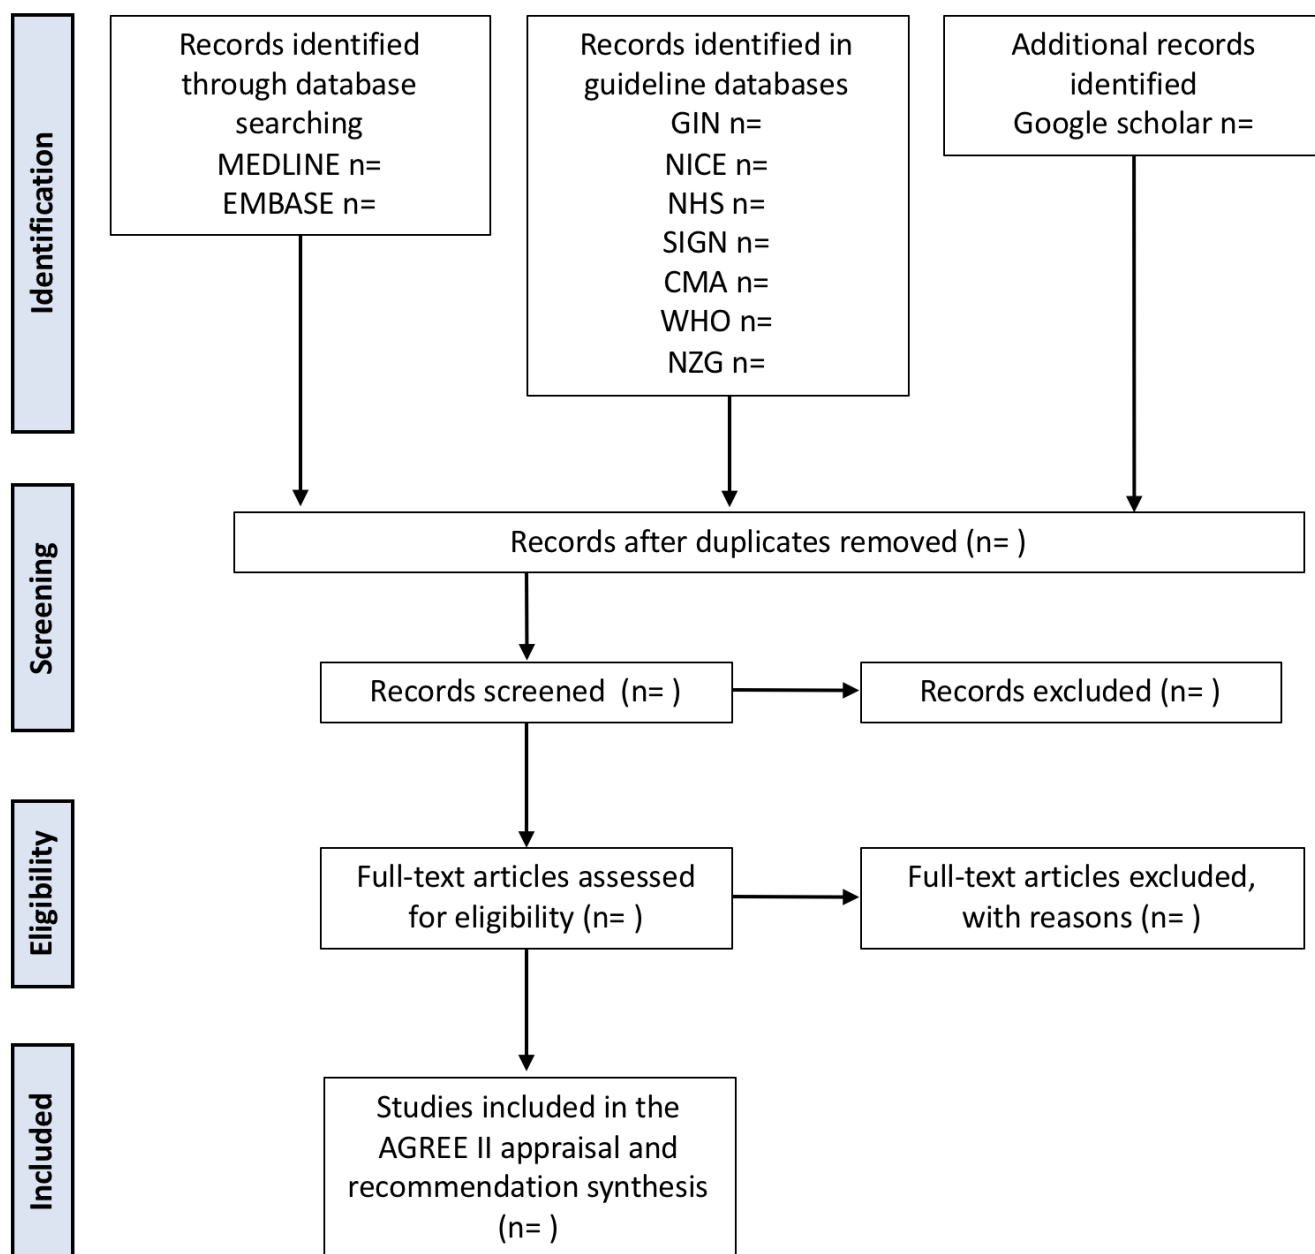 Identification
Records identified
through database
searching
MEDLINE n=
EMBASE n=
Records identified in
guideline databases
GIN n=
NICE n=
NHS n=
SIGN n=
CMA n=
WHO n=
NZG n=
Additional records
identified
Google scholar n=
Screening
Records after duplicates removed (n= )
Records screened (n= )
Records excluded (n= )
Eligibility
Full-text articles assessed
for eligibility (n= )
Full-text articles excluded,
with reasons (n= )
Included
Studies included in the
AGREE II appraisal and
recommendation synthesis
(n= )